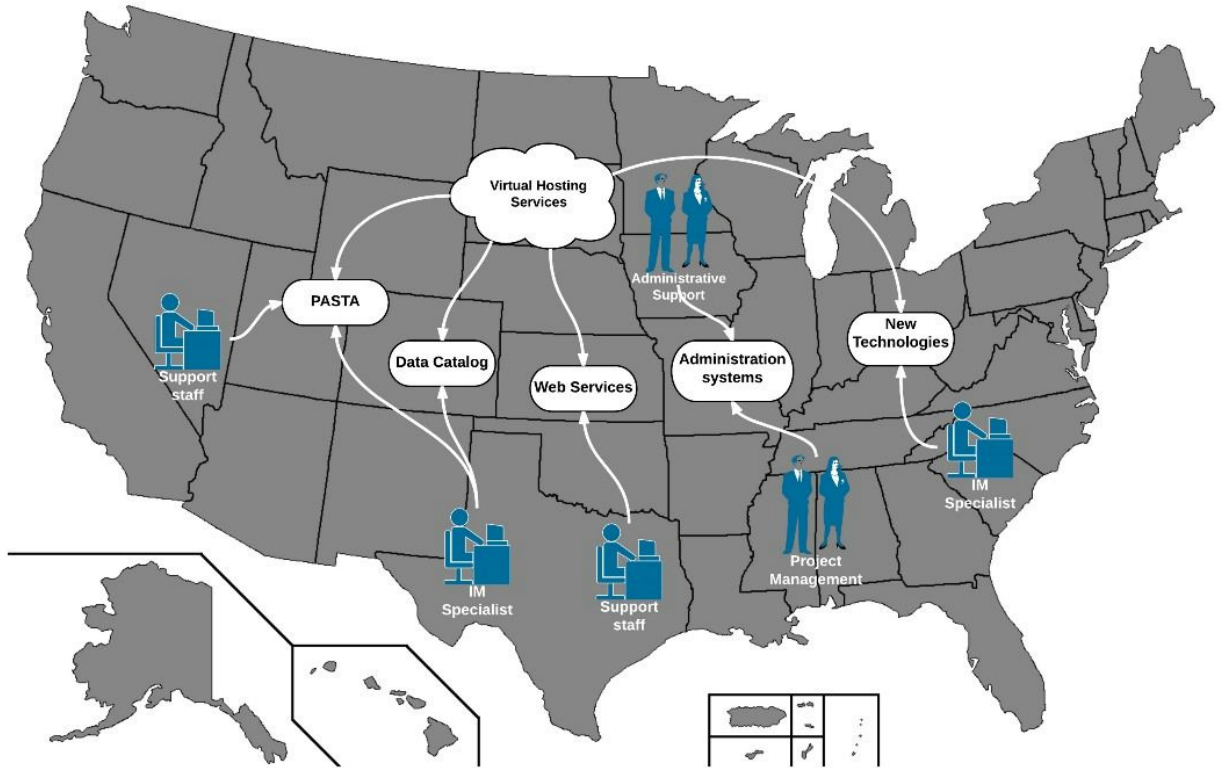 Virtual Hosting
Services
Administrative
Support
PASTA
New
Technologies
Data Catalog
Administration
systems
Web Services
Support
staff
IM
Specialist
Project
Management
IM
Specialist
Support
staff